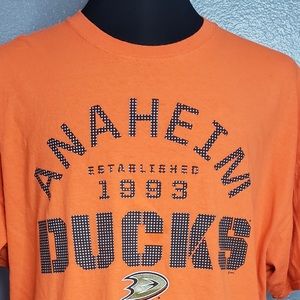 ANAHEIM
ESTABLISHED
1993
DUCKS